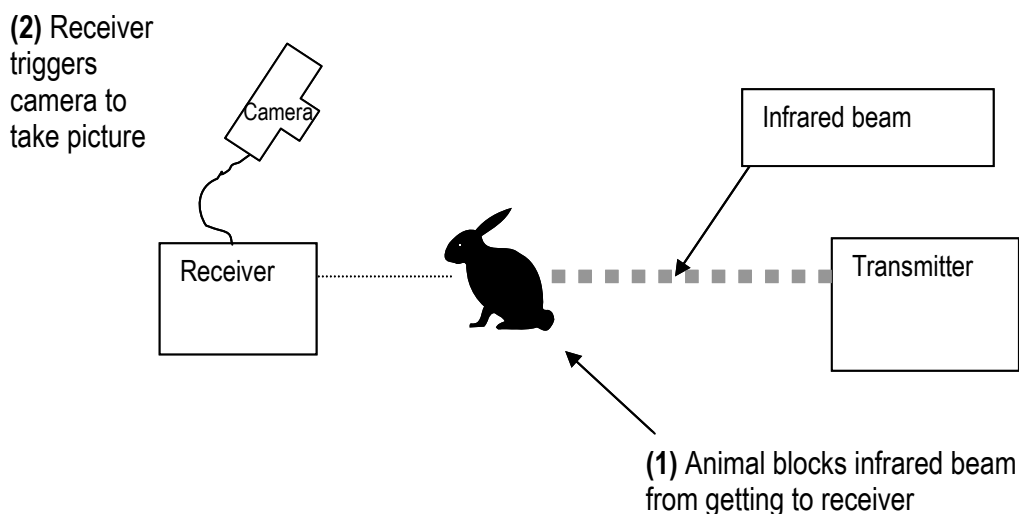 (2) Receiver
triggers
camera to
take picture
Camera
Infrared beam
Receiver
Transmitter
(1) Animal blocks infrared beam
from getting to receiver